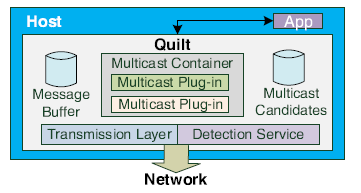 Host
App
Quilt
Multicast Container
Multicast Plug-in
Multicast Plug-in
Message
Buffer
Multicast
Candidates
Transmission Layer
Detection Service
Network